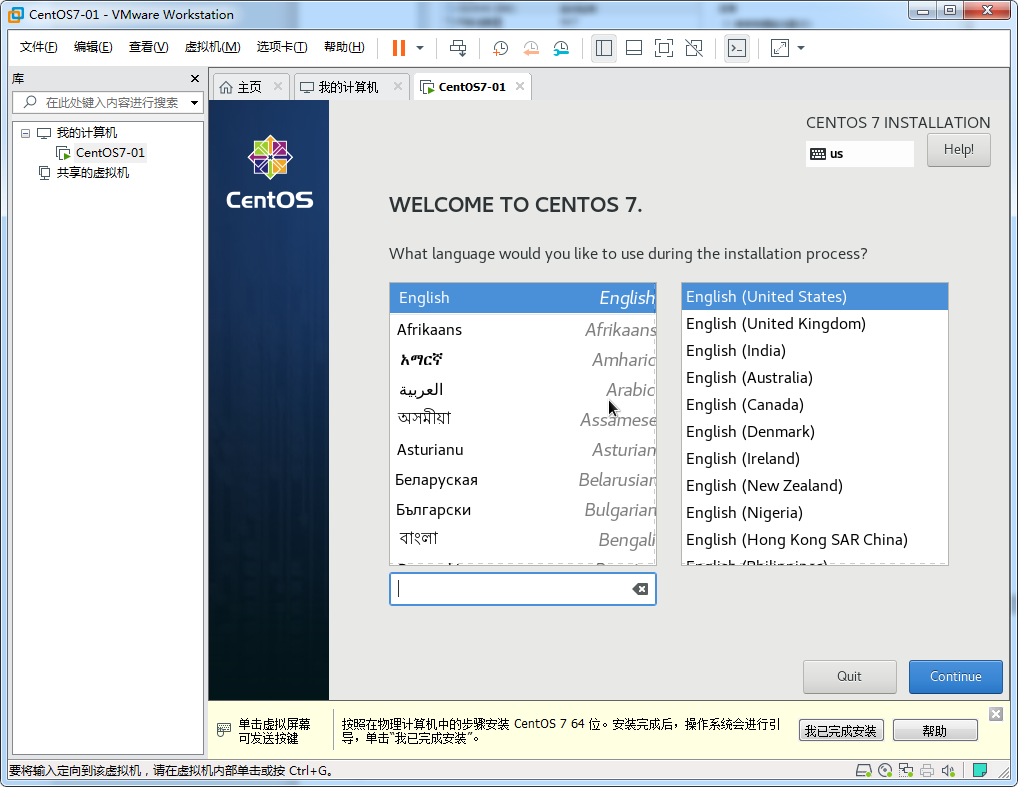 CentOS7-01 - VMware Workstation
文件(F) 编辑(E) 查看(V) 虚拟机(M) 选项卡(T) 帮助(H)
库
在此处键入内容进行搜索
我的计算机
CentOS7-01
共享的虚拟机
主页 我的计算机 CentOS7-01
CentOS
CENTOS 7 INSTALLATION
us
Help!
WELCOME TO CENTOS 7.
What language would you like to use during the installation process?
English English
Afrikaans Afrikaans
አማርኛ Amharic
العربية Arabic
অসমীয়া Assamese
Asturianu Asturian
Беларуская Belarusian
Български Bulgarian
বাংলা Bengali
English (United States)
English (United Kingdom)
English (India)
English (Australia)
English (Canada)
English (Denmark)
English (Ireland)
English (New Zealand)
English (Nigeria)
English (Hong Kong SAR China)
English (Philippines)
Quit Continue
单击虚拟屏幕
可发送按键
按照在物理计算机中的步骤安装 CentOS 7 64 位。安装完成后，操作系统会进行引
导，单击“我已完成安装”。
我已完成安装 帮助
要将输入定向到该虚拟机，请在虚拟机内部单击或按 Ctrl+G。